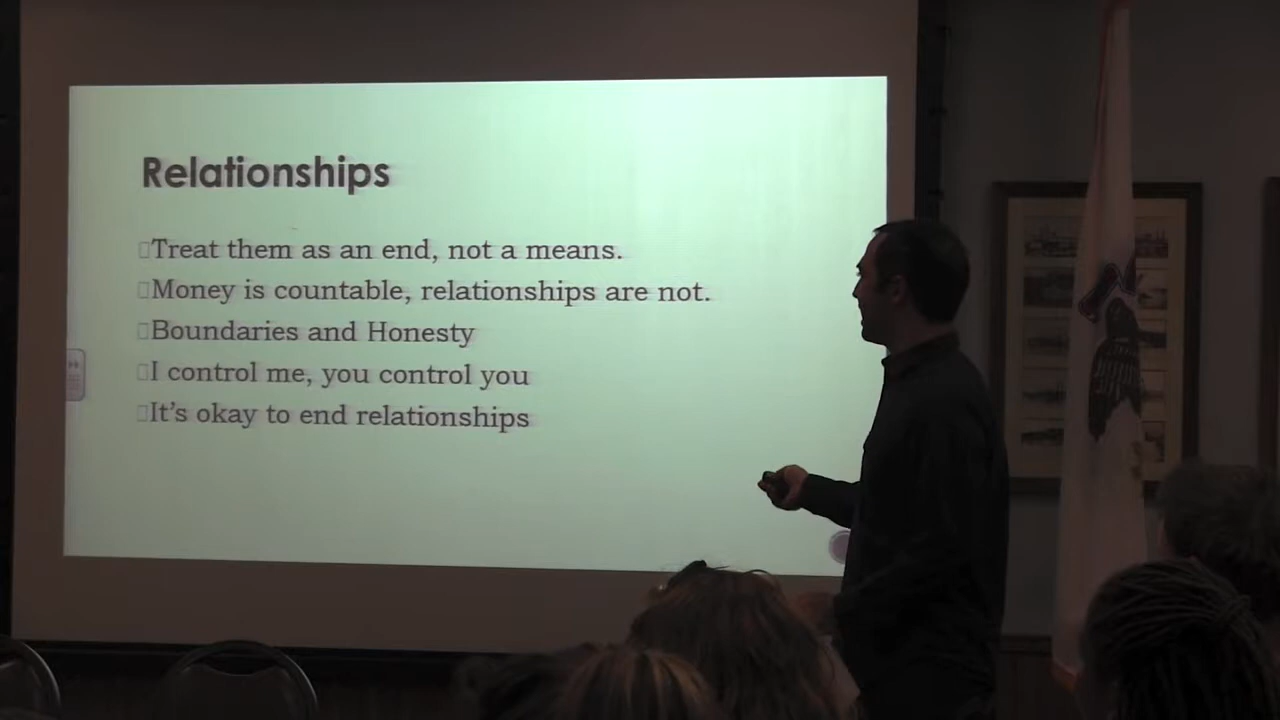 Relationships
Treat them as an end, not a means.
Money is countable, relationships are not.
Boundaries and Honesty
I control me, you control you
It's okay to end relationships